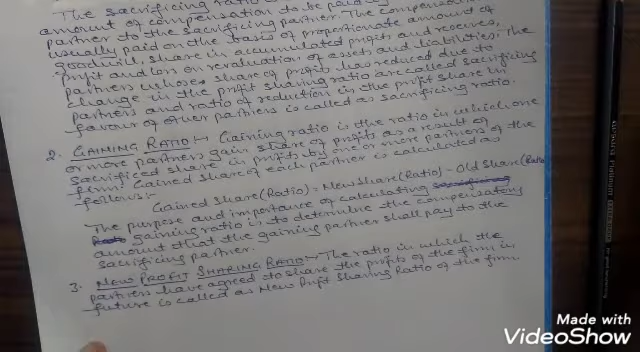 The sacrificing ratio
amount of compensation to be paid
partner to the sacrificing partner. The compensation
usually paid on the basis of proportionate amount of
goodwill, share in accumulated profits and reserves,
profit and loss on revaluation of assets and liabilities. The
partners whose share of profits has reduced due to
change in the profit sharing ratio are called sacrificing
partners and ratio of reduction in the profit share in
favour of other partners is called as sacrificing ratio.
2. GAINING RATIO:- Gaining ratio is the ratio in which one
or more partners gain share of profits as a result of
sacrificed share in profits by one or more partners of the
firm. Gained share of each partner is calculated as
follows:-
Gained Share (Ratio) = New Share (Ratio) - Old Share (Ratio
The purpose and importance of calculating
gaining ratio is to determine the compensatory
amount that the gaining partner shall pay to the
sacrificing partner.
3. NEW PROFIT SHARING RATIO:- The ratio in which the
partners have agreed to share the profits of the firm in
future is called as New Profit Sharing Ratio of the firm.
Made with
VideoShow